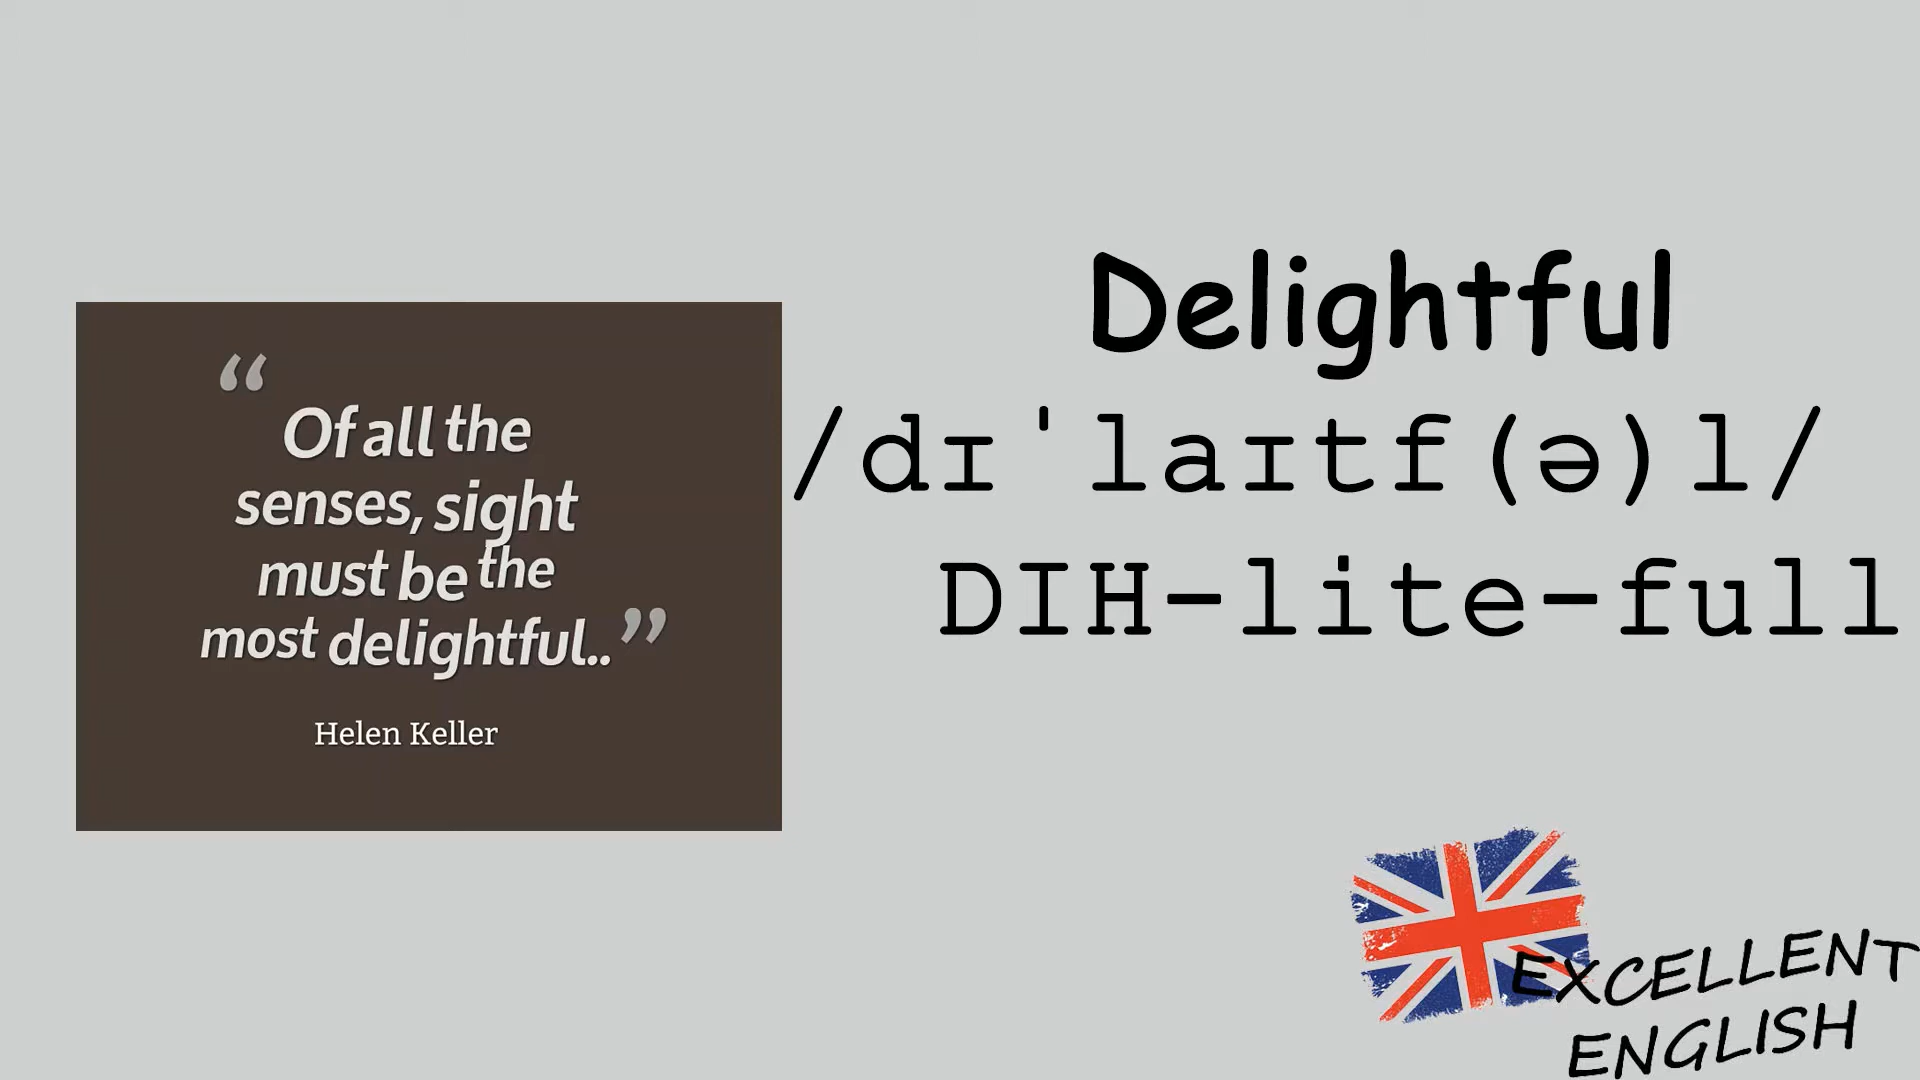 “
Of all the
senses, sight
must be the
most delightful..”
Helen Keller
Delightful
/dɪˈlaɪtf(ə)l/
DIH-lite-full
EXCELLENT
ENGLISH